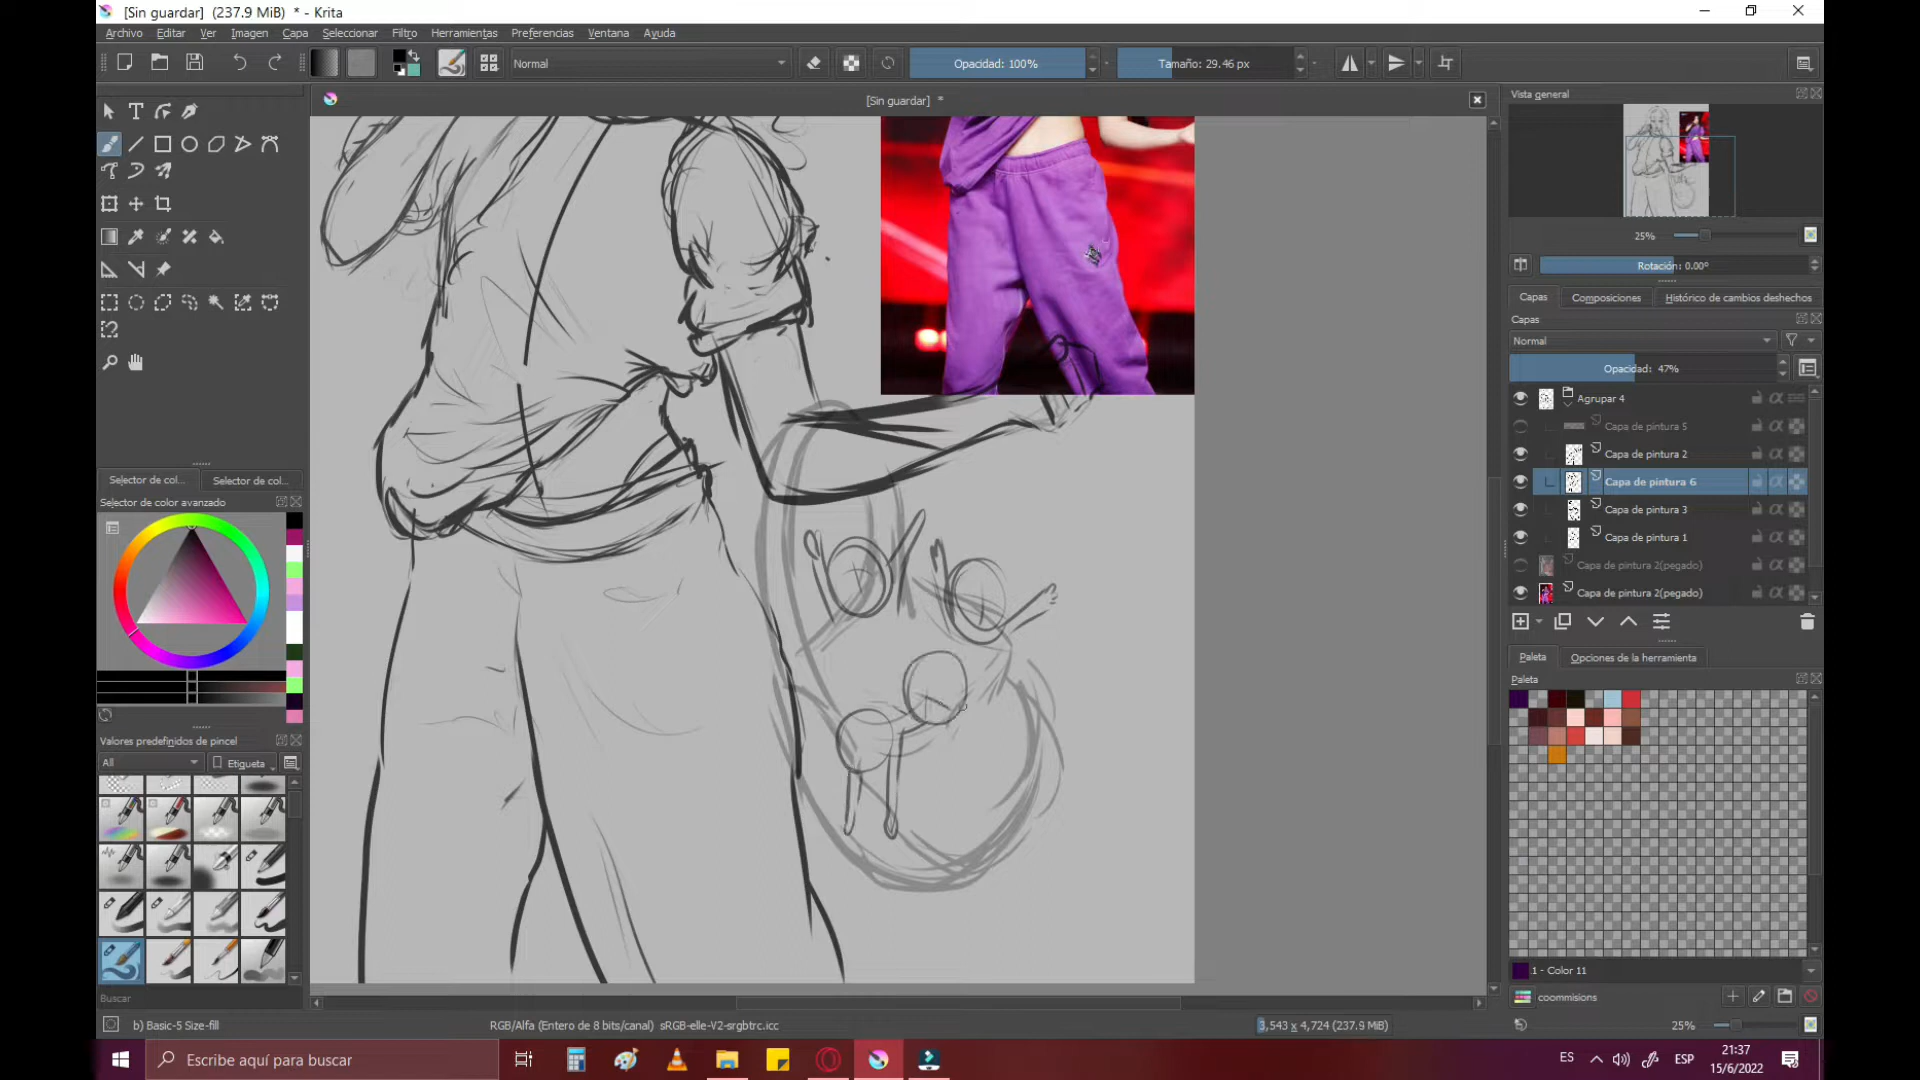 [Sin guardar] (237.9 MiB) * - Krita
Archivo Editar Ver Imagen Capa Seleccionar Filtro Herramientas Preferencias Ventana Ayuda
Normal
Opacidad: 100%
Tamaño: 29.46 px
[Sin guardar] *
Vista general
25%
Rotación: 0.00°
Capas Composiciones Histórico de cambios deshechos
Capas
Normal
Opacidad: 47%
Agrupar 4
Capa de pintura 5
Capa de pintura 2
Capa de pintura 6
Capa de pintura 3
Capa de pintura 1
Capa de pintura 2(pegado)
Capa de pintura 2(pegado)
Selector de col... Selector de col...
Selector de color avanzado
Valores predefinidos de pincel
All
Etiqueta
Buscar
Paleta Opciones de la herramienta
Paleta
1 - Color 11
coommisions
b) Basic-5 Size-fill
RGB/Alfa (Entero de 8 bits/canal) sRGB-elle-V2-srgbtrc.icc
3,543 x 4,724 (237.9 MiB)
25%
Escribe aquí para buscar
ES
ESP
21:37
15/6/2022